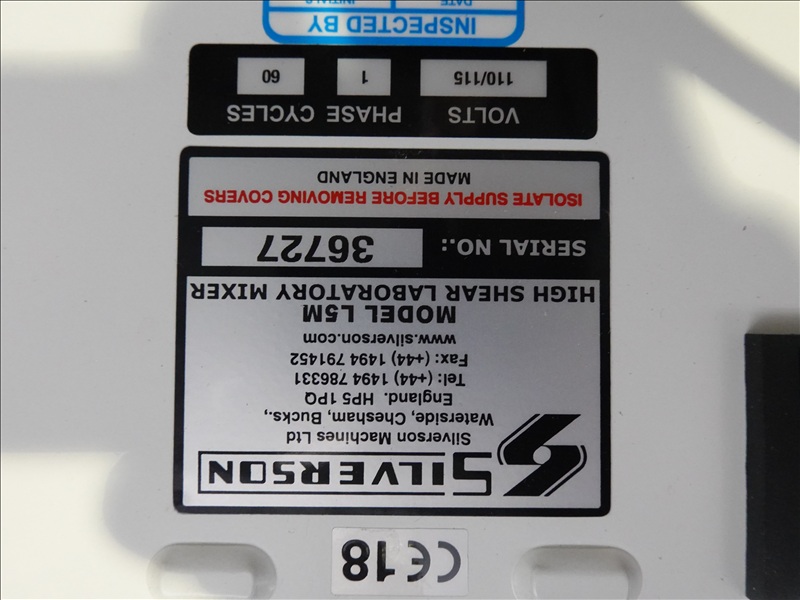 CE 18
SILVERSON
Silverson Machines Ltd
Waterside, Chesham, Bucks.,
England. HP5 1PQ
Tel: (+44) 1494 786331
Fax: (+44) 1494 791452
www.silverson.com
MODEL L5M
HIGH SHEAR LABORATORY MIXER
SERIAL NO.: 36727
ISOLATE SUPPLY BEFORE REMOVING COVERS
MADE IN ENGLAND
VOLTS PHASE CYCLES
110/115 1 60
INSPECTED BY
DATE INITIALS